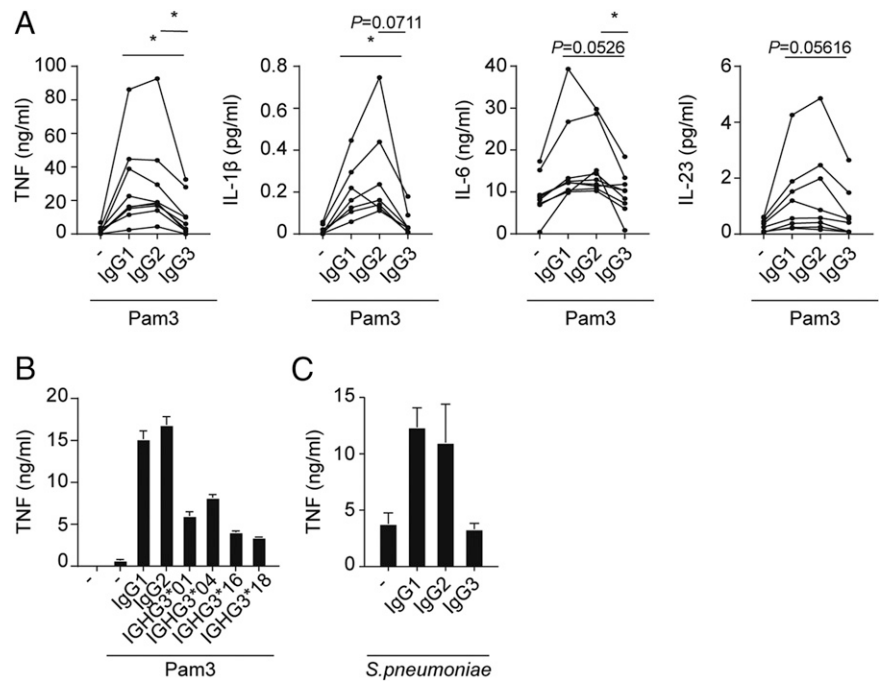 A
*
*
TNF (ng/ml)
100
80
60
40
20
0
-
IgG1
IgG2
IgG3
Pam3
P=0.0711
*
IL-1β (pg/ml)
0.8
0.6
0.4
0.2
0
-
IgG1
IgG2
IgG3
Pam3
*
P=0.0526
IL-6 (ng/ml)
40
30
20
10
0
-
IgG1
IgG2
IgG3
Pam3
P=0.05616
IL-23 (pg/ml)
6
4
2
0
-
IgG1
IgG2
IgG3
Pam3
B
TNF (ng/ml)
20
15
10
5
0
-
-
IgG1
IgG2
IGHG3*01
IGHG3*04
IGHG3*16
IGHG3*18
Pam3
C
TNF (ng/ml)
15
10
5
0
-
IgG1
IgG2
IgG3
S.pneumoniae